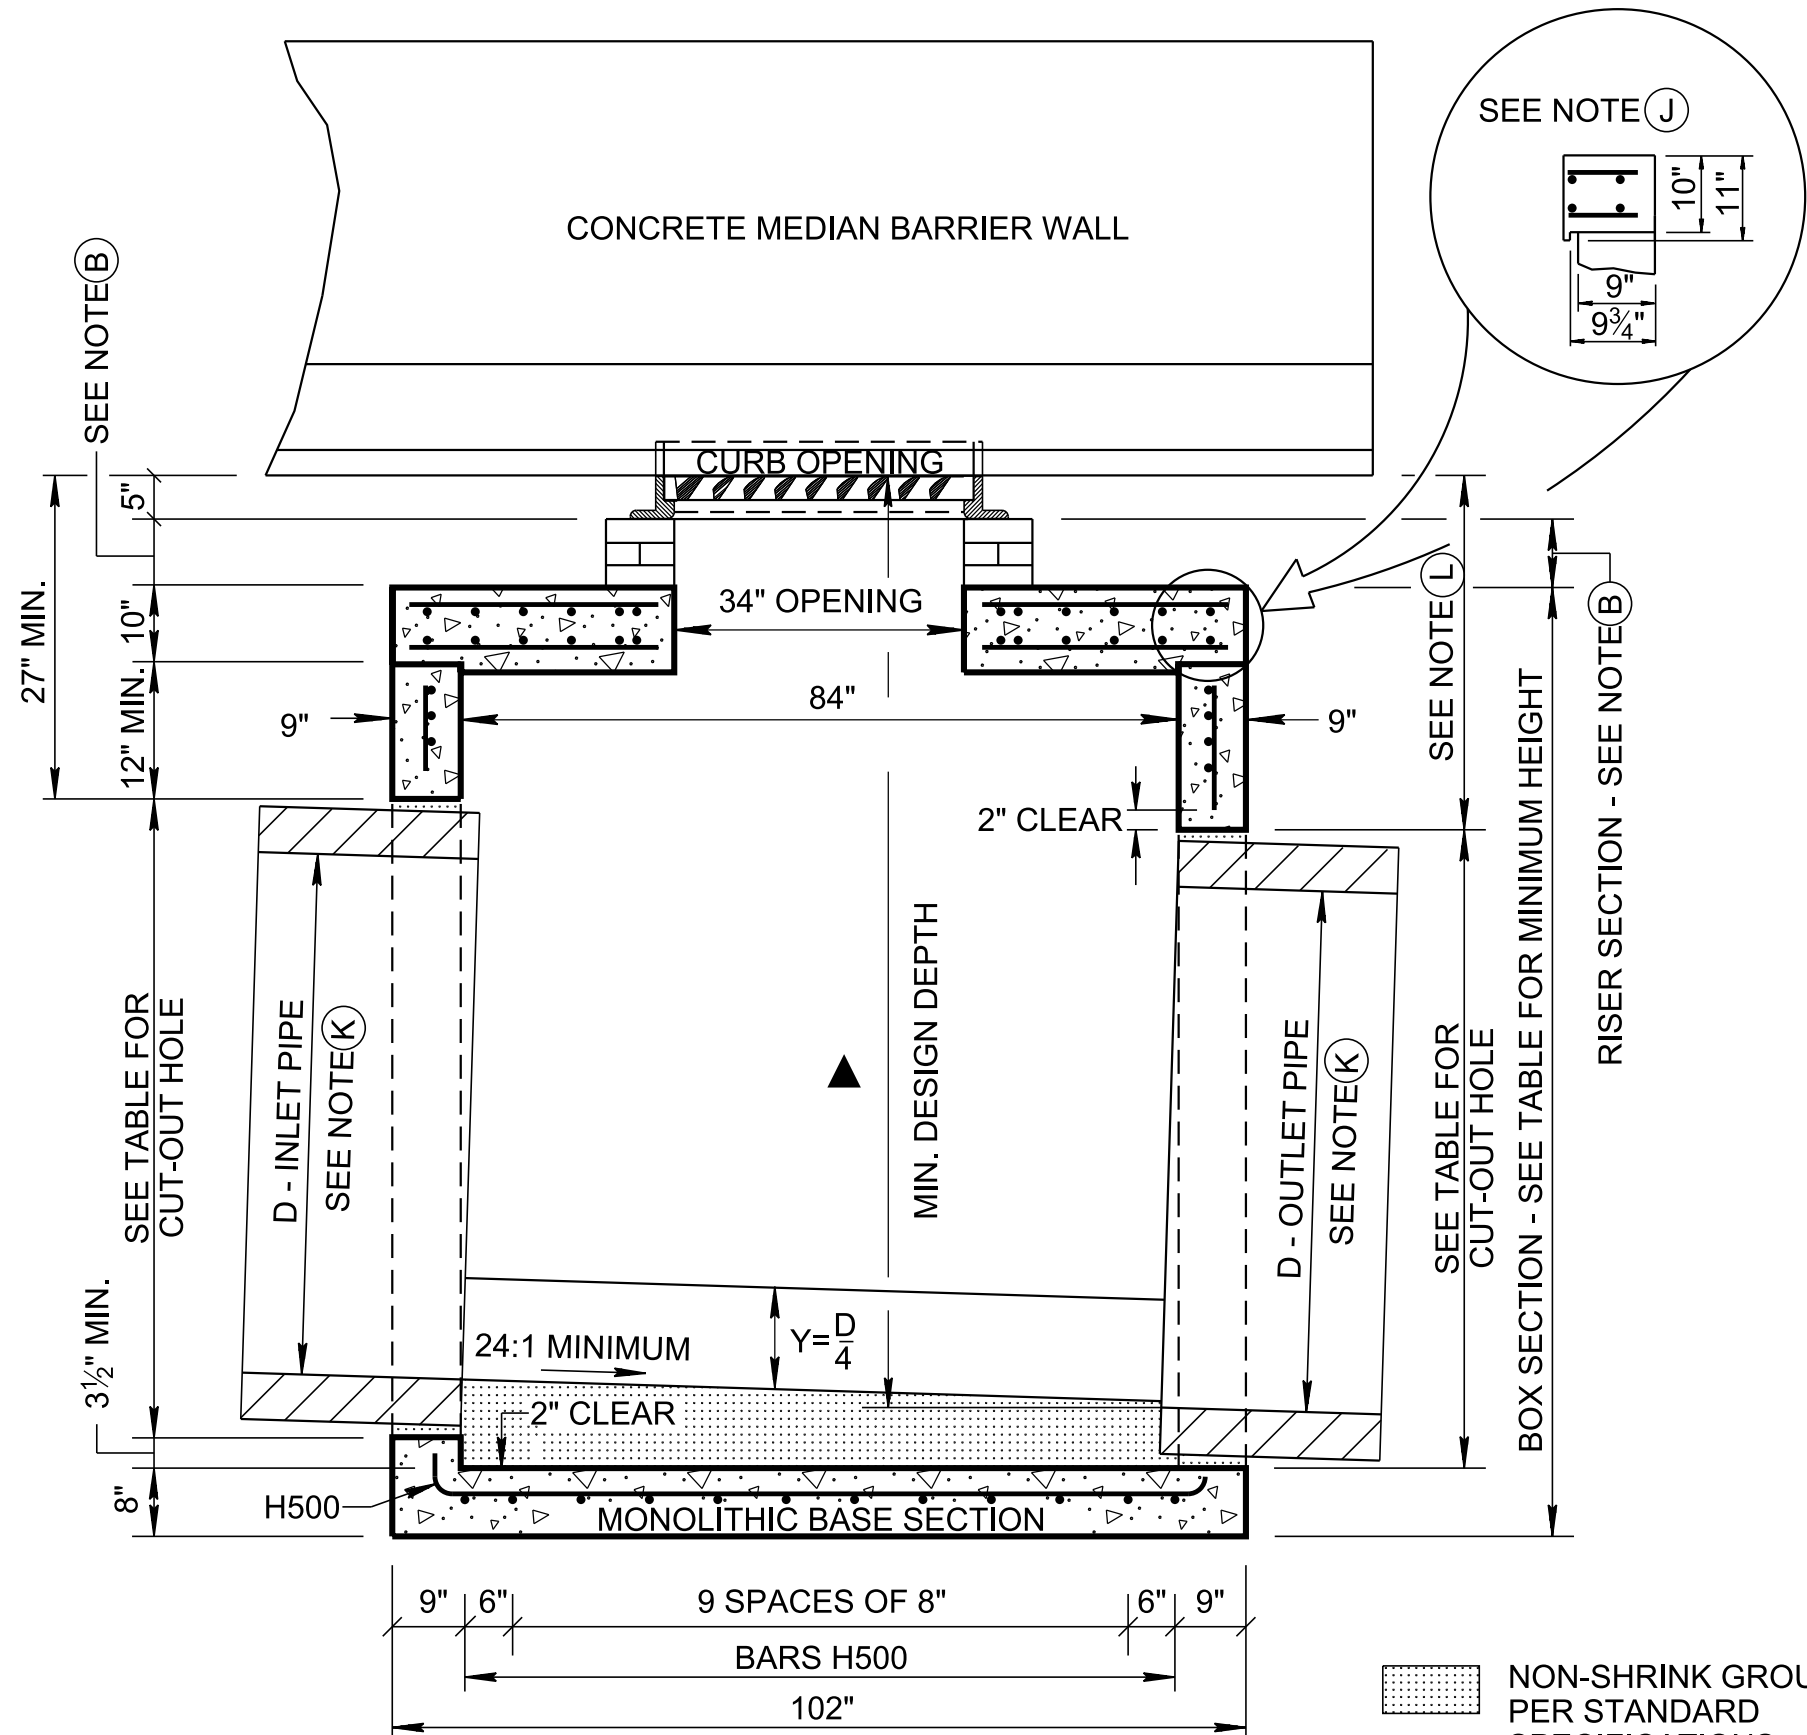 SEE NOTE J
10"
11"
9"
9¾"
CONCRETE MEDIAN BARRIER WALL
SEE NOTE B
CURB OPENING
5"
27" MIN.
10"
12" MIN.
34" OPENING
84"
9"
9"
SEE NOTE L
2" CLEAR
RISER SECTION - SEE NOTE B
BOX SECTION - SEE TABLE FOR MINIMUM HEIGHT
SEE TABLE FOR
CUT-OUT HOLE
D - INLET PIPE
SEE NOTE K
MIN. DESIGN DEPTH
D - OUTLET PIPE
SEE NOTE K
SEE TABLE FOR
CUT-OUT HOLE
24:1 MINIMUM
Y=D/4
3½" MIN.
2" CLEAR
8"
H500
MONOLITHIC BASE SECTION
9" 6" 9 SPACES OF 8" 6" 9"
BARS H500
102"
NON-SHRINK GROU
PER STANDARD